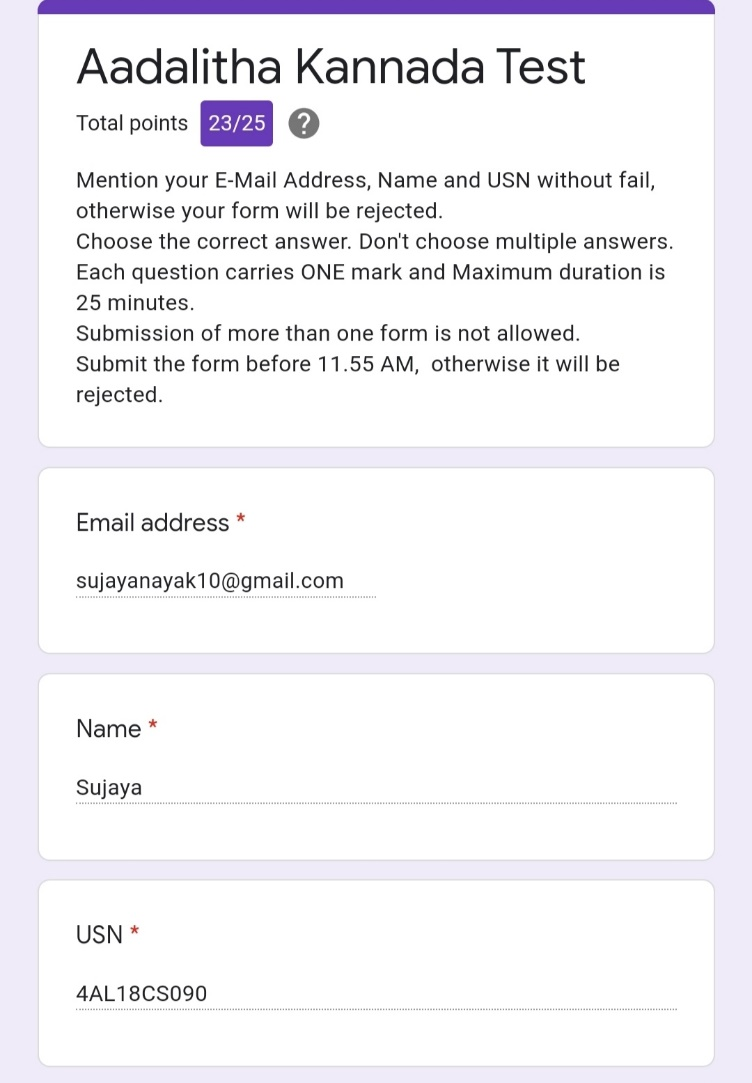 Aadalitha Kannada Test
Total points 23/25 ?
Mention your E-Mail Address, Name and USN without fail,
otherwise your form will be rejected.
Choose the correct answer. Don't choose multiple answers.
Each question carries ONE mark and Maximum duration is
25 minutes.
Submission of more than one form is not allowed.
Submit the form before 11.55 AM,  otherwise it will be
rejected.
Email address *
sujayanayak10@gmail.com
Name *
Sujaya
USN *
4AL18CS090